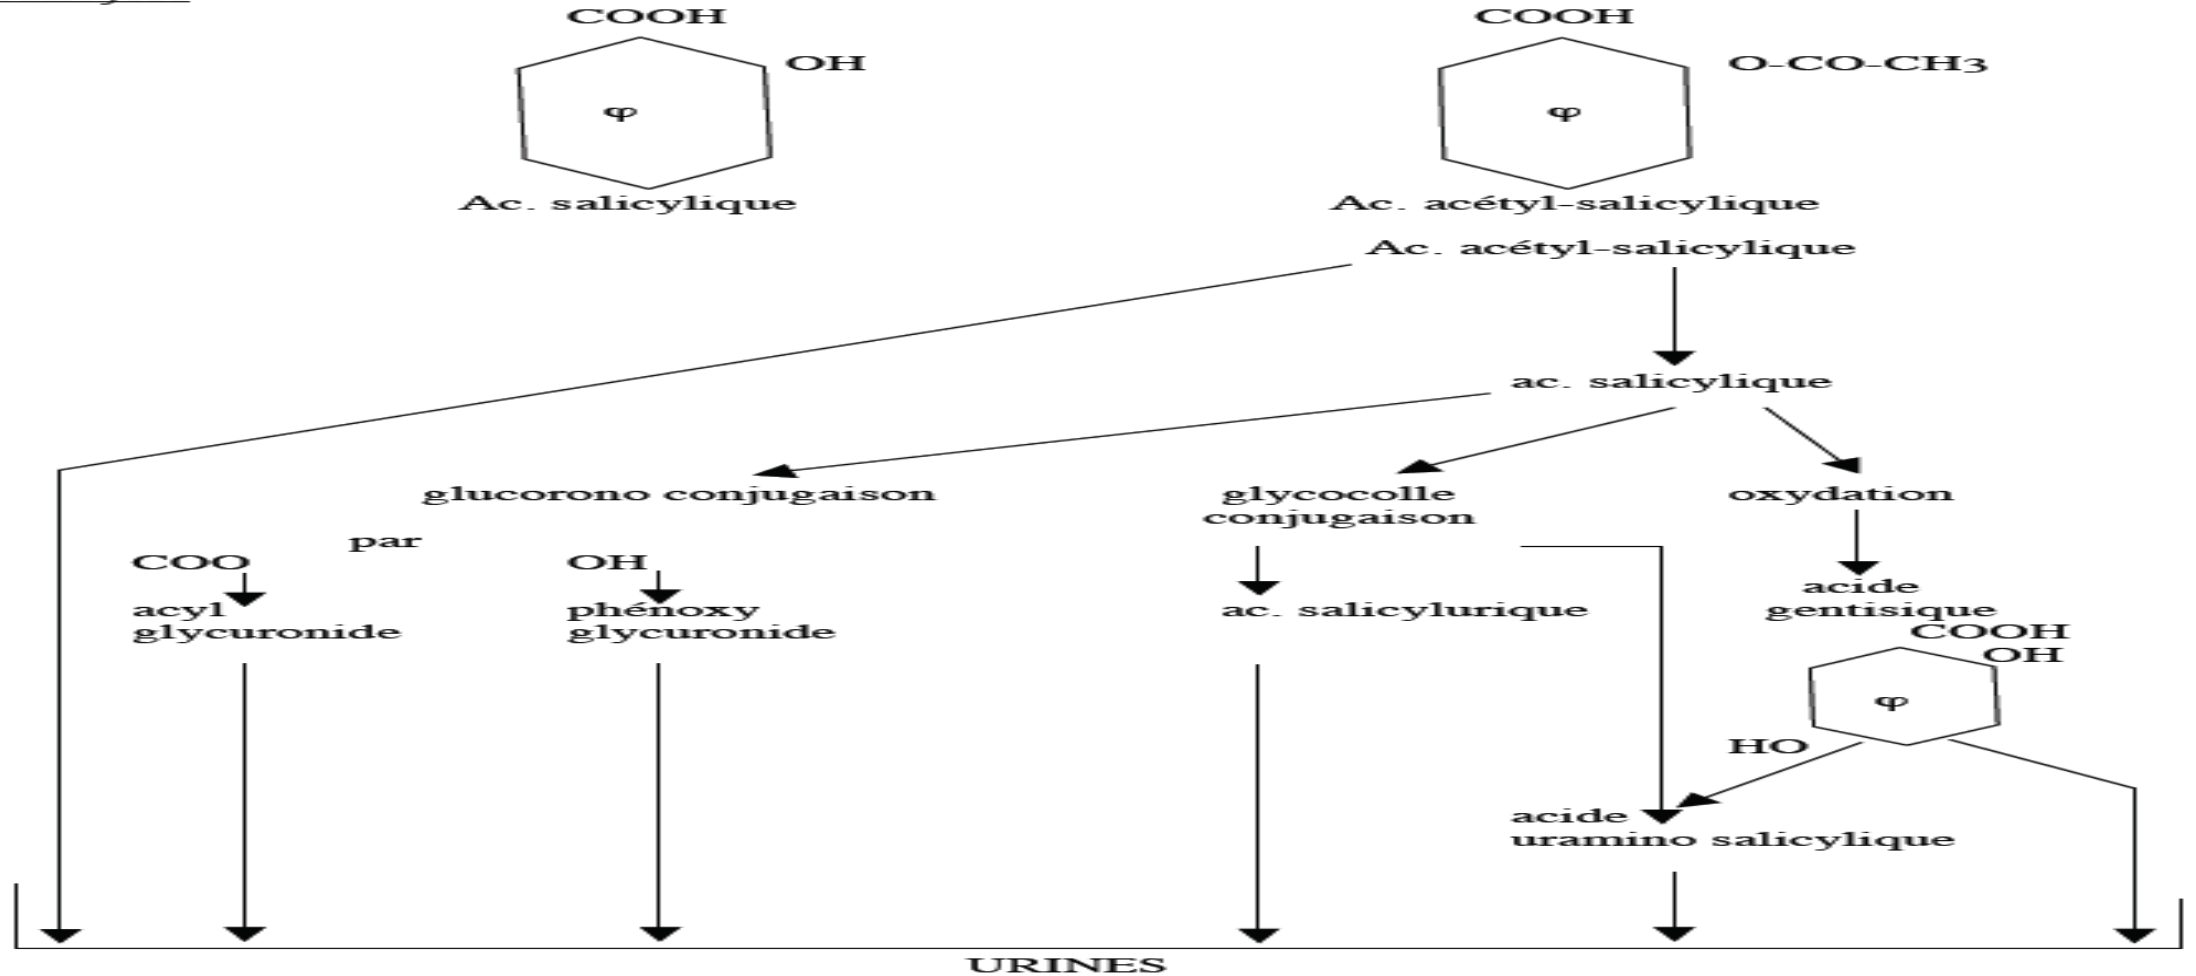 COOH
OH
φ
Ac. salicylique
COOH
O-CO-CH3
φ
Ac. acétyl-salicylique
Ac. acétyl-salicylique
ac. salicylique
glucorono conjugaison
glycocolle
conjugaison
oxydation
par
COO
OH
acyl
glycuronide
phénoxy
glycuronide
ac. salicylurique
acide
gentisique
COOH
OH
φ
HO
acide
uramino salicylique
URINES